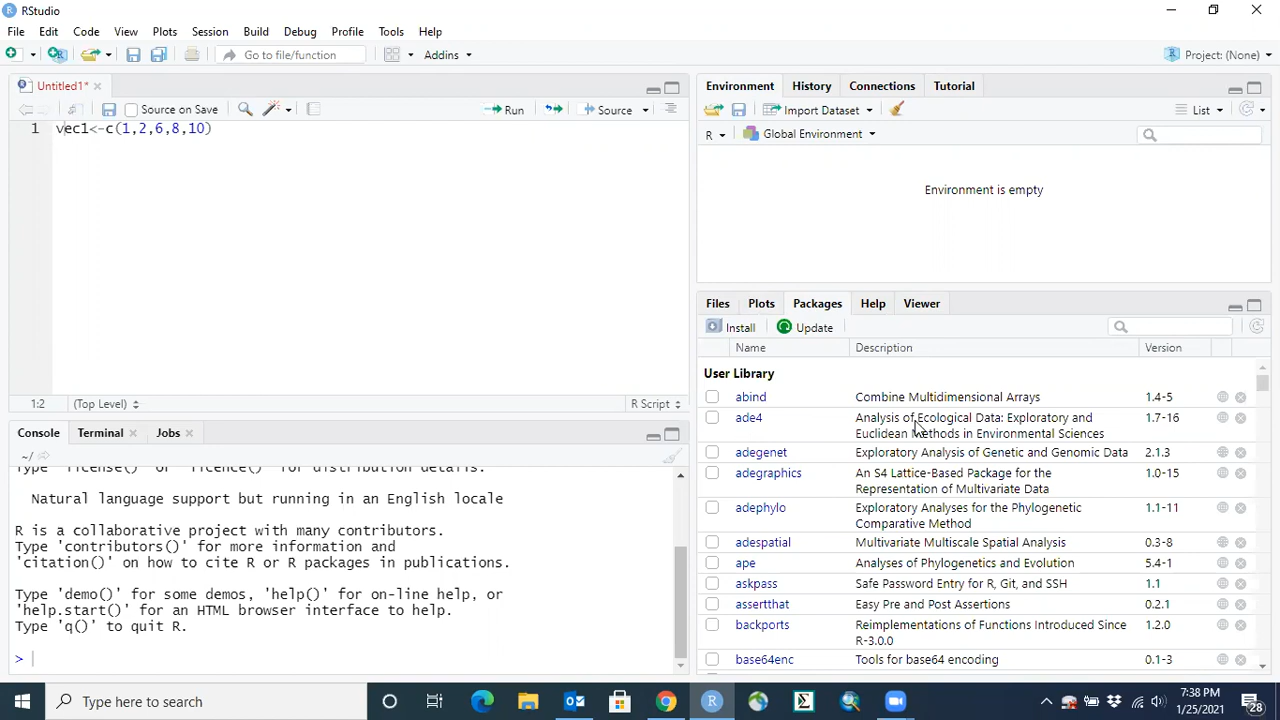 RStudio
File Edit Code View Plots Session Build Debug Profile Tools Help
Go to file/function Addins Project: (None)
Untitled1*
Source on Save Run Source
1 vec1<-c(1,2,6,8,10)
1:2 (Top Level) R Script
Console Terminal Jobs
~/
Type 'license()' or 'licence()' for distribution details.
Natural language support but running in an English locale
R is a collaborative project with many contributors.
Type 'contributors()' for more information and
'citation()' on how to cite R or R packages in publications.
Type 'demo()' for some demos, 'help()' for on-line help, or
'help.start()' for an HTML browser interface to help.
Type 'q()' to quit R.
>
Environment History Connections Tutorial
Import Dataset List
R Global Environment
Environment is empty
Files Plots Packages Help Viewer
Install Update
Name Description Version
User Library
abind Combine Multidimensional Arrays 1.4-5
ade4 Analysis of Ecological Data: Exploratory and 1.7-16
Euclidean Methods in Environmental Sciences
adegenet Exploratory Analysis of Genetic and Genomic Data 2.1.3
adegraphics An S4 Lattice-Based Package for the 1.0-15
Representation of Multivariate Data
adephylo Exploratory Analyses for the Phylogenetic 1.1-11
Comparative Method
adespatial Multivariate Multiscale Spatial Analysis 0.3-8
ape Analyses of Phylogenetics and Evolution 5.4-1
askpass Safe Password Entry for R, Git, and SSH 1.1
assertthat Easy Pre and Post Assertions 0.2.1
backports Reimplementations of Functions Introduced Since 1.2.0
R-3.0.0
base64enc Tools for base64 encoding 0.1-3
Type here to search
7:38 PM
1/25/2021
28